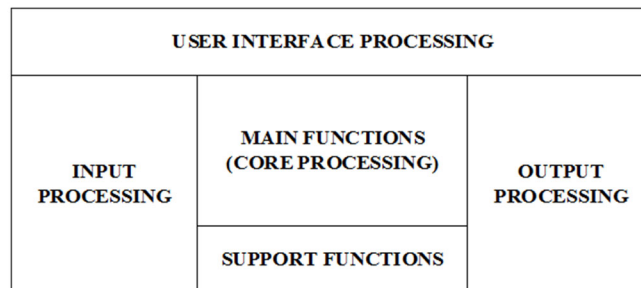 USER INTERFACE PROCESSING
INPUT
PROCESSING
MAIN FUNCTIONS
(CORE PROCESSING)
SUPPORT FUNCTIONS
OUTPUT
PROCESSING